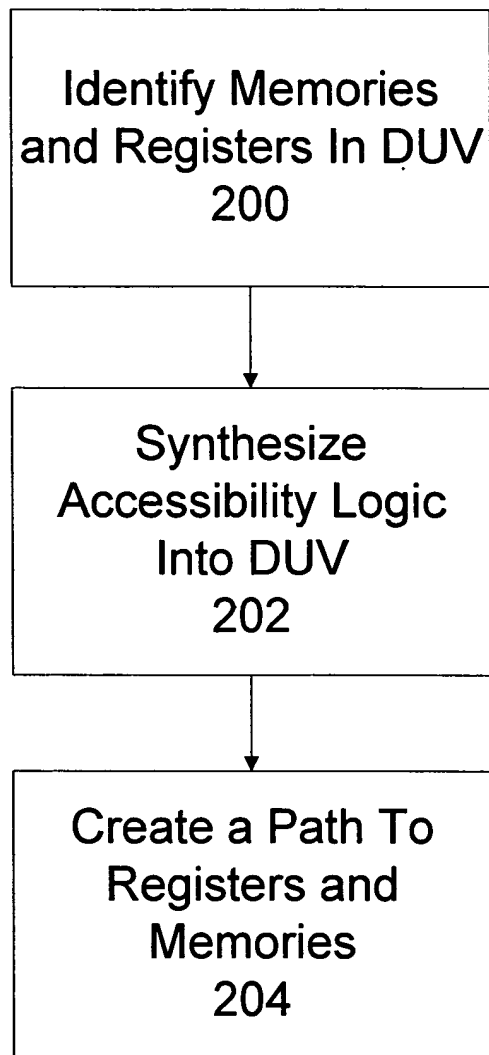 Identify Memories
and Registers In DUV
200
Synthesize
Accessibility Logic
Into DUV
202
Create a Path To
Registers and
Memories
204